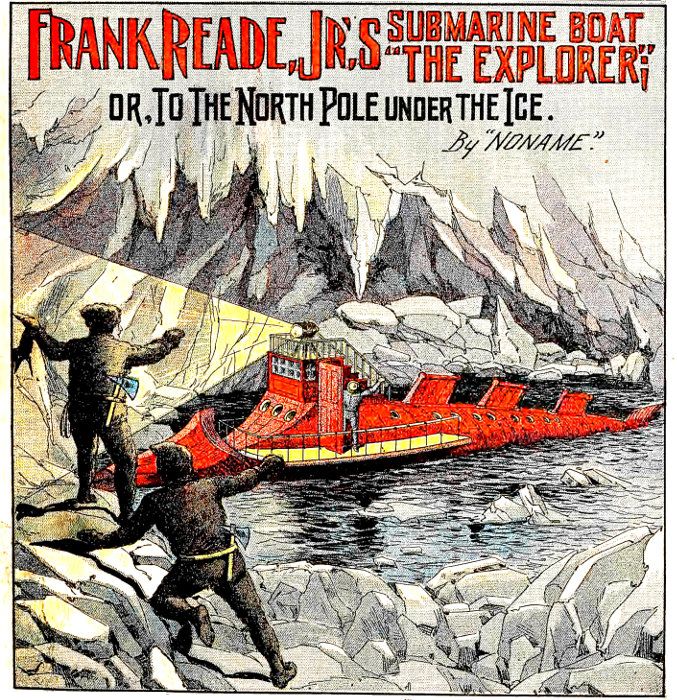 FRANK READE, JR.'S SUBMARINE BOAT
"THE EXPLORER;"
OR, TO THE NORTH POLE UNDER THE ICE.
By "NONAME".